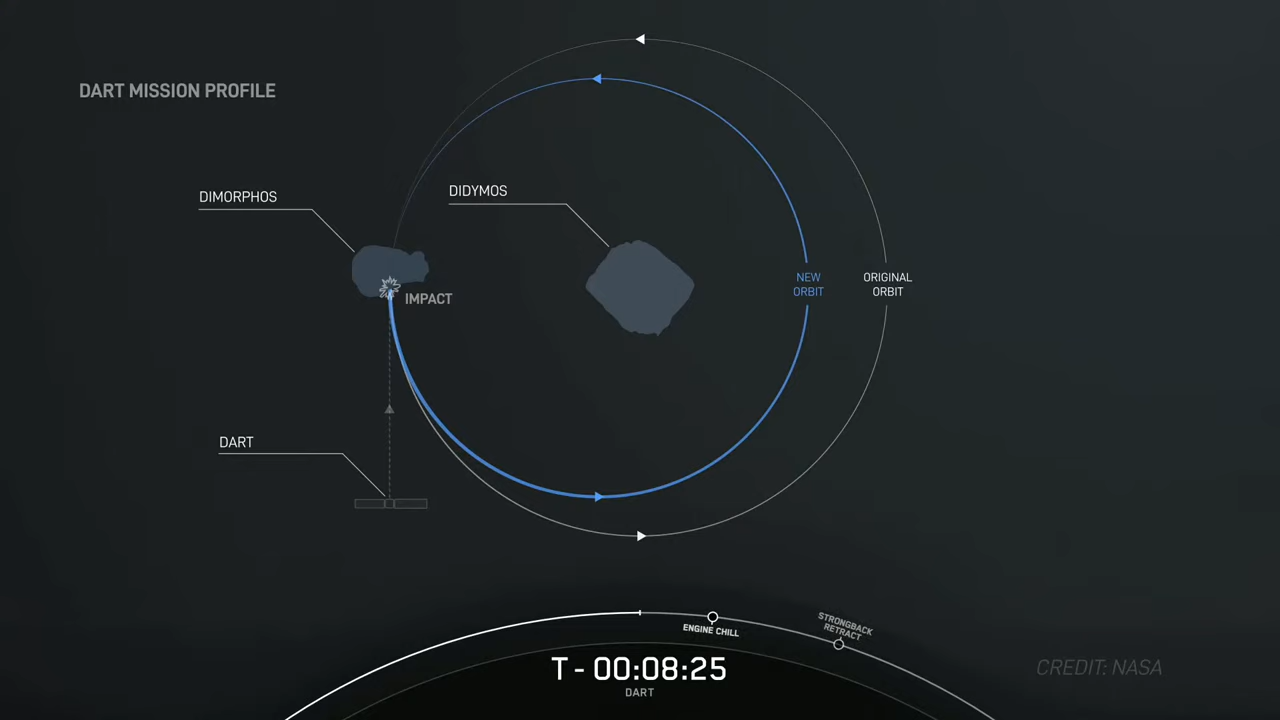 DART MISSION PROFILE
DIMORPHOS
DIDYMOS
NEW
ORBIT
ORIGINAL
ORBIT
IMPACT
DART
ENGINE CHILL
STRONGBACK
RETRACT
T- 00:08:25
DART
CREDIT: NASA